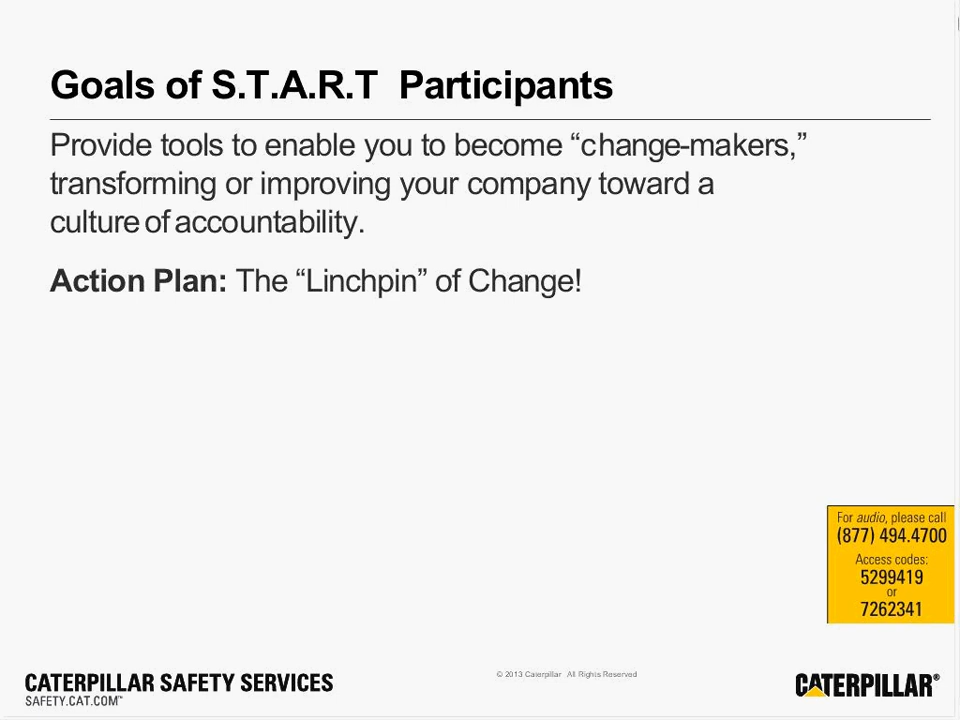 Goals of S.T.A.R.T Participants
Provide tools to enable you to become “change-makers,”
transforming or improving your company toward a
culture of accountability.
Action Plan: The “Linchpin” of Change!
For audio, please call
(877) 494.4700
Access codes:
5299419
or
7262341
CATERPILLAR SAFETY SERVICES
SAFETY.CAT.COM™
© 2013 Caterpillar All Rights Reserved
CATERPILLAR®